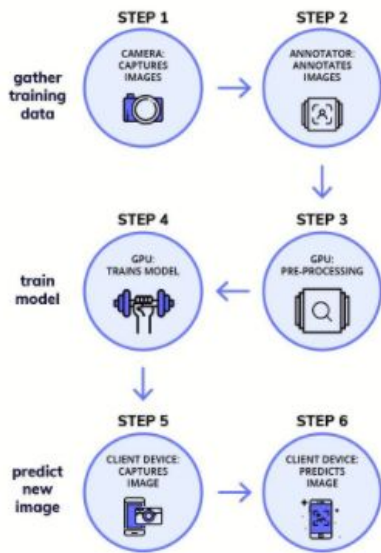 STEP 1
STEP 2
CAMERA:
CAPTURES
IMAGES
ANNOTATOR:
ANNOTATES
IMAGES
gather
training
data
STEP 4
STEP 3
GPU:
TRAINS MODEL
GPU:
PRE-PROCESSING
train
model
STEP 5
STEP 6
CLIENT DEVICE:
CAPTURES
IMAGE
CLIENT DEVICE:
PREDICTS
IMAGE
predict
new
image